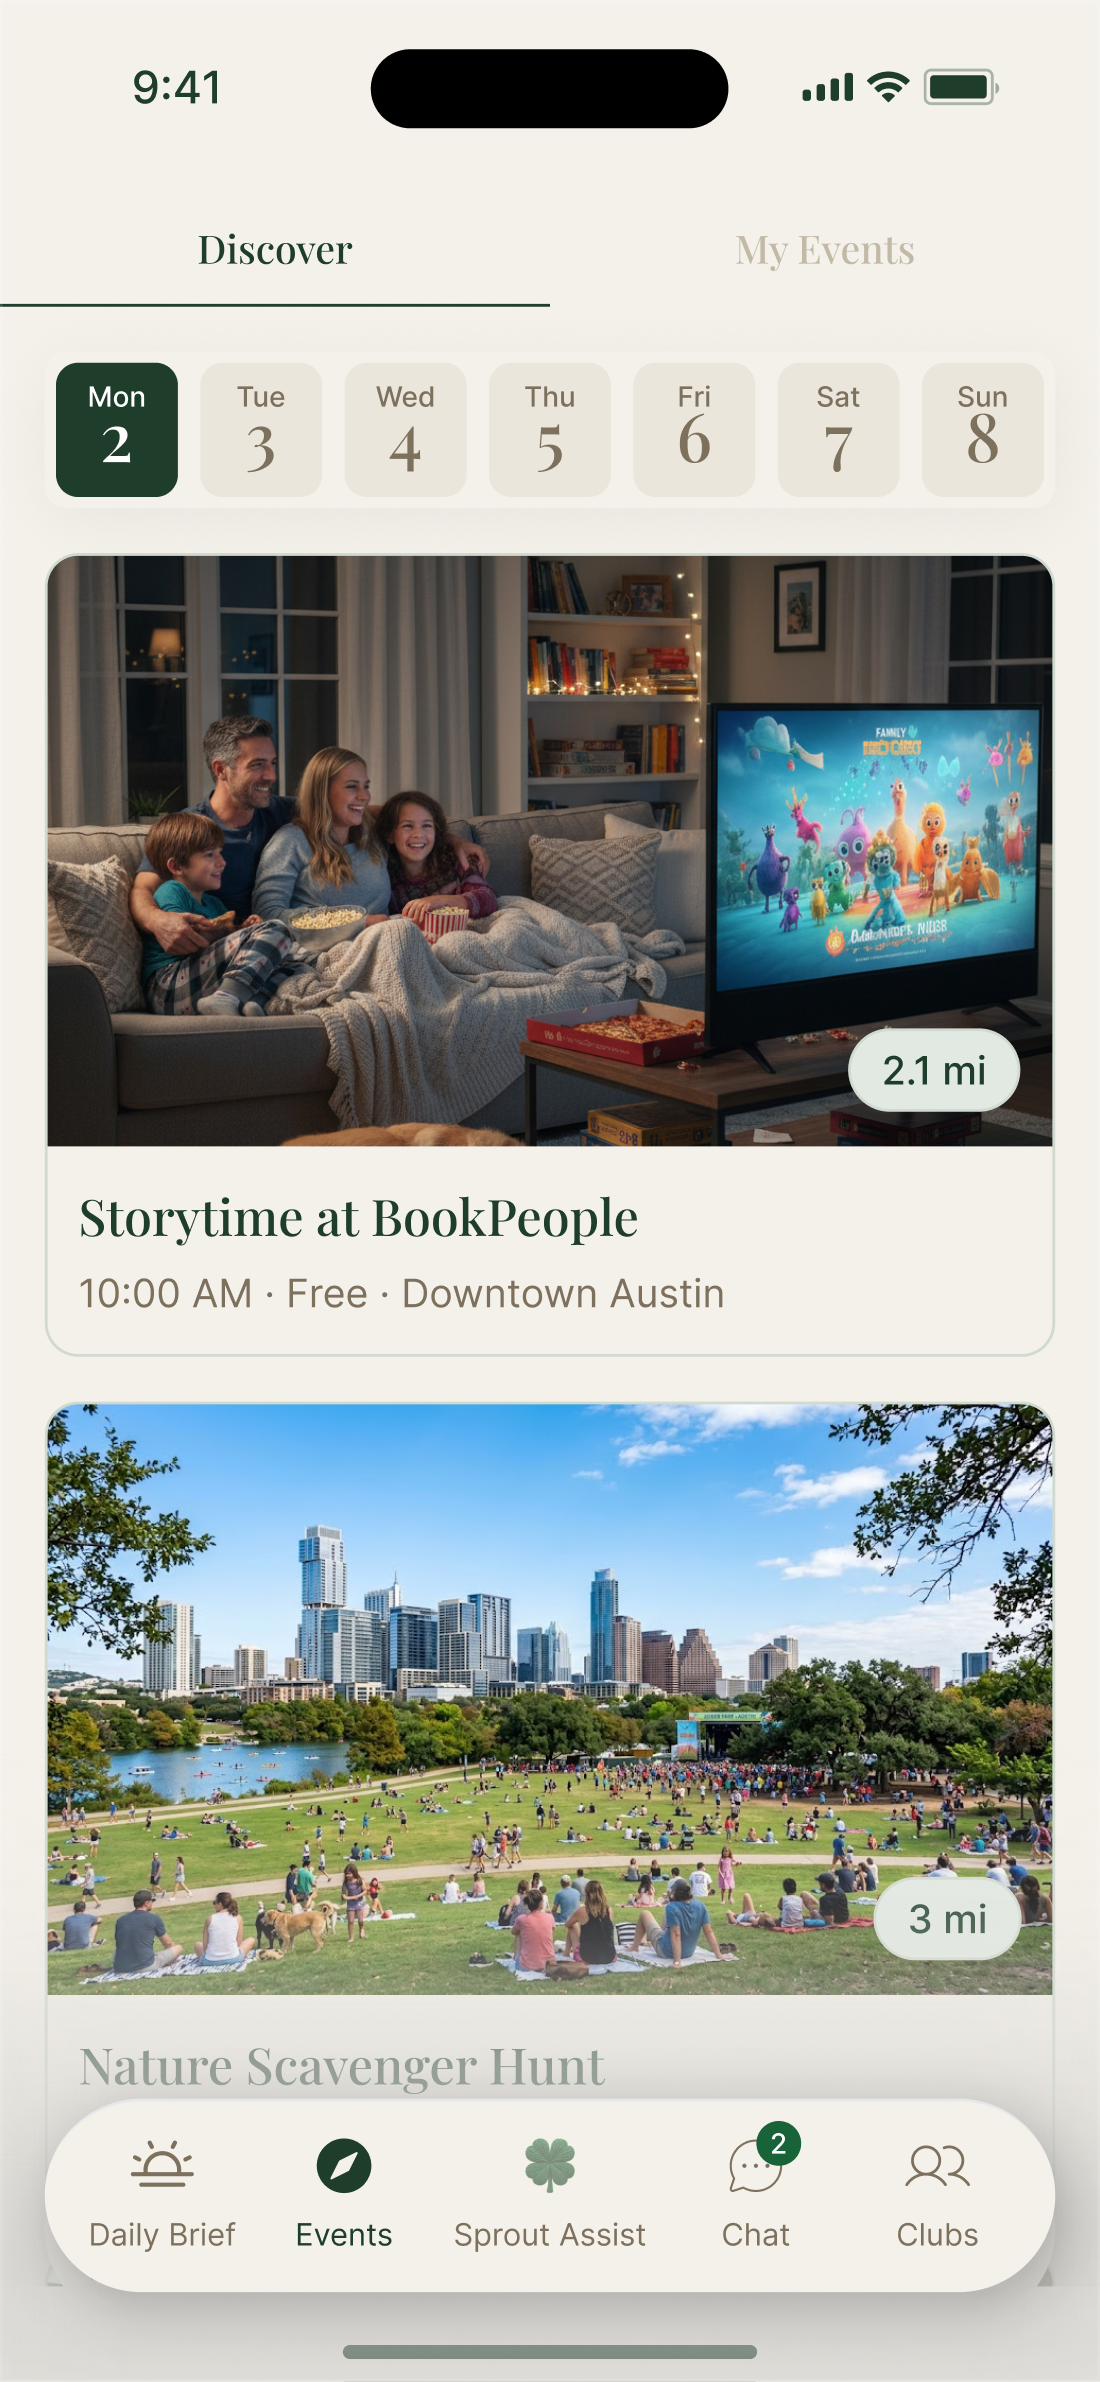 9:41
Discover
My Events
Mon
2
Tue
3
Wed
4
Thu
5
Fri
6
Sat
7
Sun
8
FAMILY
2.1 mi
Storytime at BookPeople
10:00 AM · Free · Downtown Austin
3 mi
Nature Scavenger Hunt
2
Daily Brief
Events
Sprout Assist
Chat
Clubs